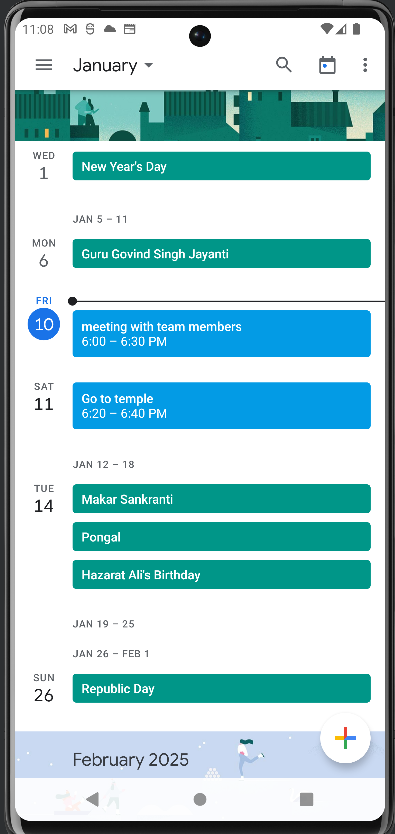 11:08
January
WED
1
New Year's Day
JAN 5 – 11
MON
6
Guru Govind Singh Jayanti
FRI
10
meeting with team members
6:00 – 6:30 PM
SAT
11
Go to temple
6:20 – 6:40 PM
JAN 12 – 18
TUE
14
Makar Sankranti
Pongal
Hazarat Ali's Birthday
JAN 19 – 25
JAN 26 – FEB 1
SUN
26
Republic Day
February 2025